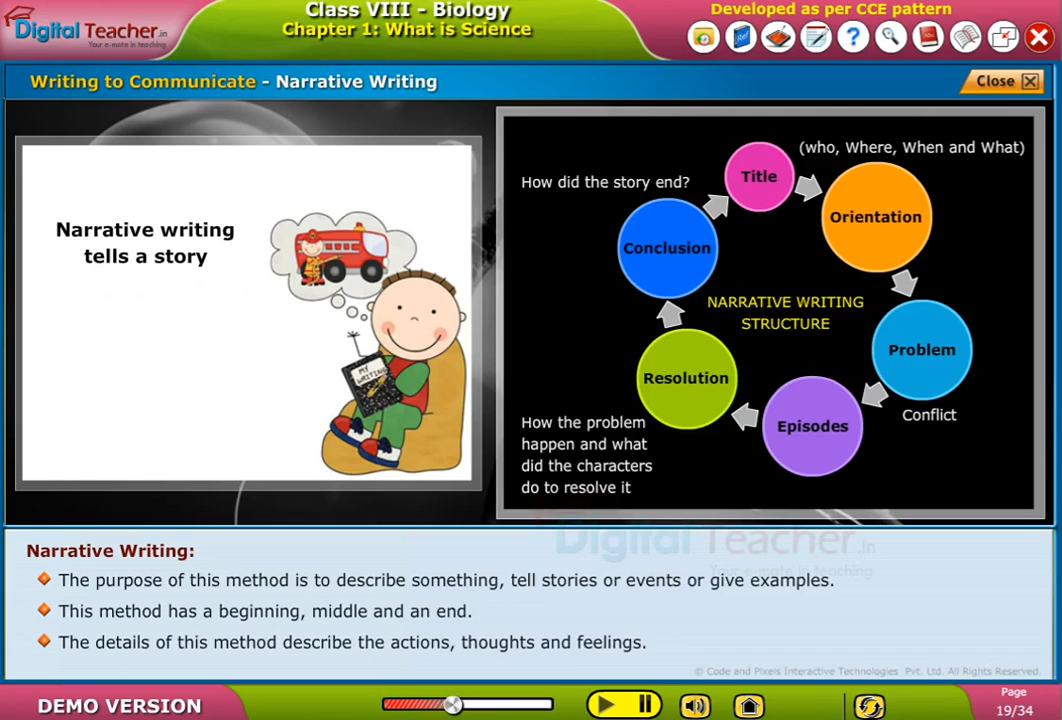 Digital Teacher.in
Your e-mate in teaching
Class VIII - Biology
Chapter 1: What is Science
Developed as per CCE pattern
Ref
?
Writing to Communicate - Narrative Writing
Close
Narrative writing
tells a story
MY
WRITING
(who, Where, When and What)
How did the story end?
Title
Orientation
Conclusion
NARRATIVE WRITING
STRUCTURE
Problem
Resolution
Conflict
Episodes
How the problem
happen and what
did the characters
do to resolve it
Digital Teacher.in
Your e-mate in teaching
Narrative Writing:
The purpose of this method is to describe something, tell stories or events or give examples.
This method has a beginning, middle and an end.
The details of this method describe the actions, thoughts and feelings.
© Code and Pixels Interactive Technologies Pvt. Ltd. All Rights Reserved.
DEMO VERSION
Page
19/34